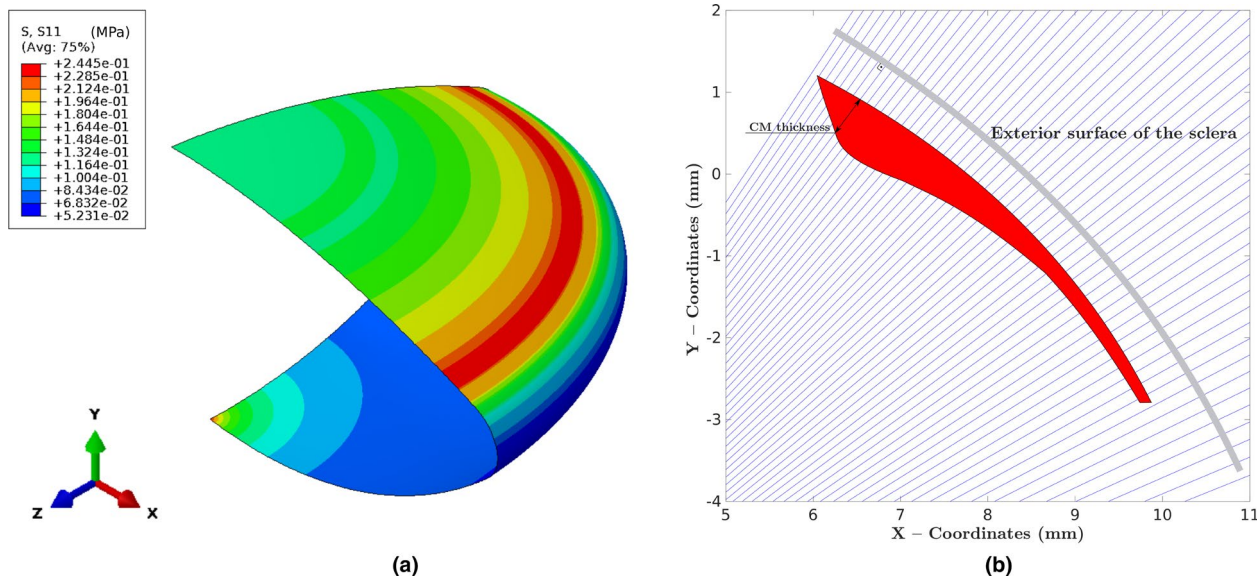 S, S11 (MPa)
(Avg: 75%)
+2.445e-01
+2.285e-01
+2.124e-01
+1.964e-01
+1.804e-01
+1.644e-01
+1.484e-01
+1.324e-01
+1.164e-01
+1.004e-01
+8.434e-02
+6.832e-02
+5.231e-02
Y
Z
X
(a)
2
1
0
-1
-2
-3
-4
Y − Coordinates (mm)
CM thickness
Exterior surface of the sclera
5
6
7
8
9
10
11
X − Coordinates (mm)
(b)